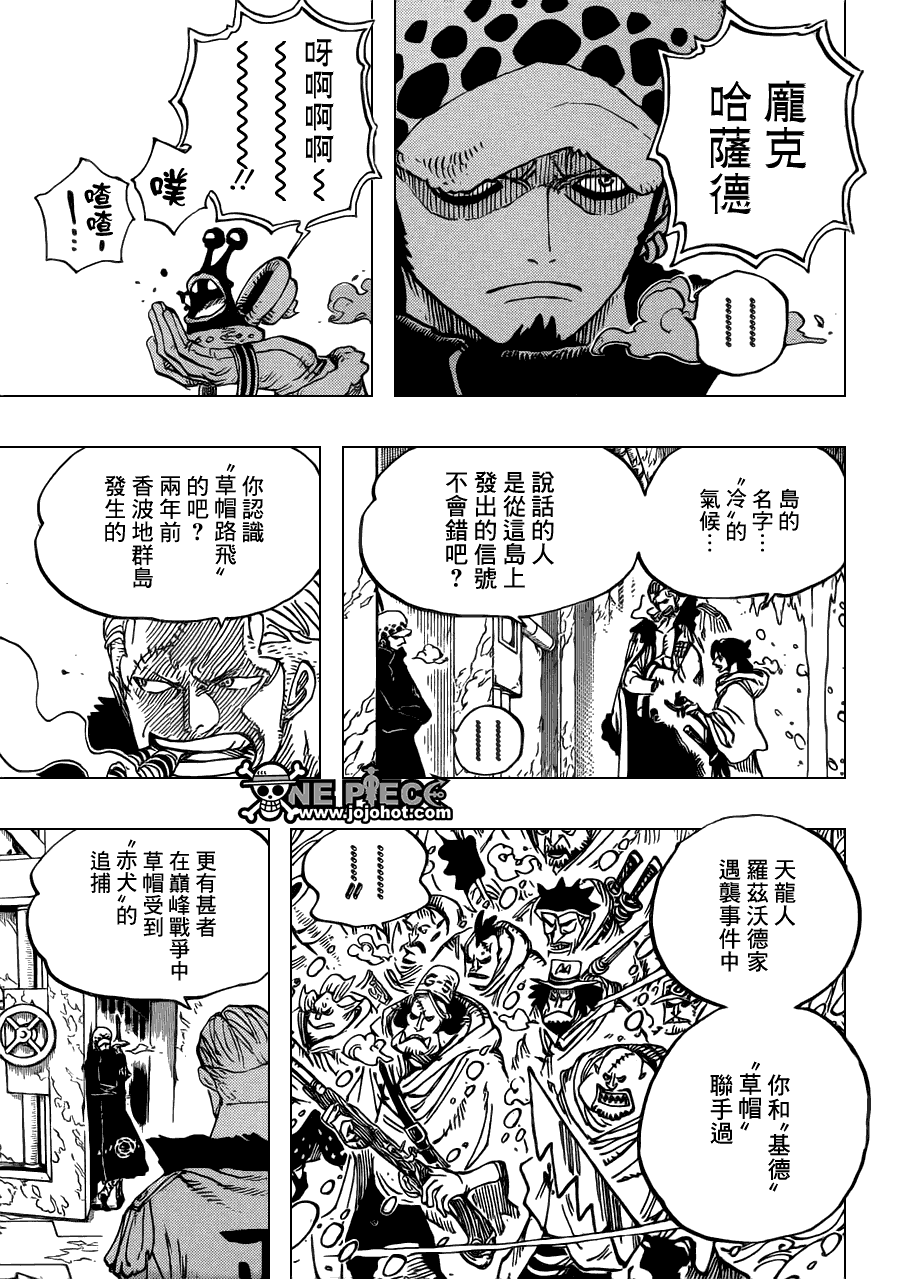 龐克
哈薩德
……
……
呀啊啊啊～
～～～～～
～～～～!!
噗
喳喳–
!…
島的
名字…
〝冷〞的
氣候…
說話的人
是從這島上
發出的信號
不會錯吧?
……
……
你認識
〝草帽路飛〞
的吧?
兩年前
香波地群島
發生的
天龍人
羅茲沃德家
遇襲事件中
你和〝基德〞
〝草帽〞
聯手過
……
……!!
更有甚者
在巔峰戰爭中
草帽受到
〝赤犬〞的
追捕
ONE PIECE
www.jojohot.com